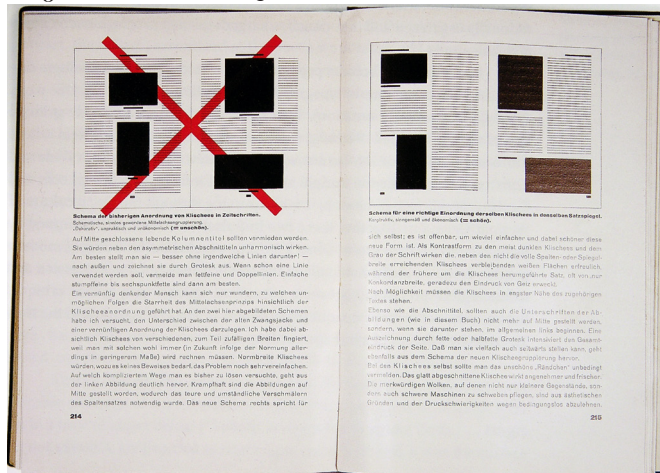 Schema der bisherigen Anordnung von Klischees in Zeitschriften.
Schematische, sinnlos gewordene Mittelachsengruppierung.
„Dekorativ“, unpraktisch und unökonomisch (= unschön).
Auf Mitte geschlossene lebende Kolumnentitel sollten vermieden werden.
Sie würden neben den asymmetrischen Abschnittiteln unharmonisch wirken.
Am besten stellt man sie — besser ohne irgendwelche Linien darunter! —
nach außen und zeichnet sie durch Grotesk aus. Wenn schon eine Linie
verwendet werden soll, vermeide man fettfeine und Doppellinien. Einfache
stumpffeine bis sechspunktfette sind dann am besten.
Ein vernünftig denkender Mensch kann sich nur wundern, zu welchen un-
möglichen Folgen die Starrheit des Mittelachsenprinzips hinsichtlich der
Klischeeanordnung geführt hat. An den zwei hier abgebildeten Schemen
habe ich versucht, den Unterschied zwischen der alten Zwangsjacke und
einer vernünftigen Anordnung der Klischees darzulegen. Ich habe dabei ab-
sichtlich Klischees von verschiedenen, zum Teil zufälligen Breiten fingiert,
weil man mit solchen wohl immer (in Zukunft infolge der Normung aller-
dings in geringerem Maße) wird rechnen müssen. Normbreite Klischees
würden, wozu es keines Beweises bedarf, das Problem noch sehr vereinfachen.
Auf welch kompliziertem Wege man es bisher zu lösen versuchte, geht aus
der linken Abbildung deutlich hervor. Krampfhaft sind die Abbildungen auf
Mitte gestellt worden, wodurch das teure und umständliche Verschmälern
des Spaltensatzes notwendig wurde. Das neue Schema rechts spricht für
214
Schema für eine richtige Einordnung derselben Klischees in denselben Satzspiegel.
Konstruktiv, sinngemäß und ökonomisch (= schön).
sich selbst; es ist offenbar, um wieviel einfacher und dabei schöner diese
neue Form ist. Als Kontrastform zu den meist dunklen Klischees und dem
Grau der Schrift wirken die, neben den nicht die volle Spalten- oder Spiegel-
breite erreichenden Klischees verbleibenden weißen Flächen erfreulich,
während der früher um die Klischees herumgeführte Satz, oft von nur
Konkordanzbreite, geradezu den Eindruck von Geiz erweckt.
Nach Möglichkeit müssen die Klischees in engster Nähe des zugehörigen
Textes stehen.
Ebenso wie die Abschnittitel, sollten auch die Unterschriften der Ab-
bildungen (wie in diesem Buch) nicht mehr auf Mitte gestellt werden,
sondern, wenn sie darunter stehen, im allgemeinen links beginnen. Eine
Auszeichnung durch fette oder halbfette Grotesk intensiviert den Gesamt-
eindruck der Seite. Daß man sie vielfach auch seitwärts stellen kann, geht
ebenfalls aus dem Schema der neuen Klischeegruppierung hervor.
Bei den Klischees selbst sollte man das unschöne „Rändchen“ unbedingt
vermeiden. Das glatt abgeschnittene Klischee wird angenehmer und frischer.
Die merkwürdigen Wolken, auf denen nicht nur kleinere Gegenstände, son-
dern auch schwere Maschinen zu schweben pflegen, sind aus ästhetischen
Gründen und der Druckschwierigkeiten wegen bedingungslos abzulehnen.
215